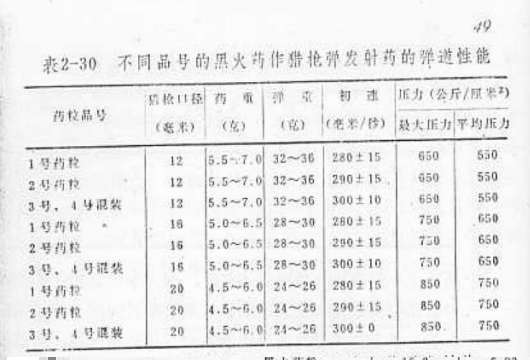 49
表2-30 不同品号的黑火药作猎枪弹发射药的弹道性能
药粒品号 猎枪口径 (毫米) 药重 (克) 弹重 (克) 初速 (毫米/秒) 压力 (公斤/厘米²)
最大压力 平均压力
1号药粒 12 5.5~7.0 32~36 280±15 650 550
2号药粒 12 5.5~7.0 32~36 290±15 650 550
3号、4号混装 12 5.5~7.0 32~36 300±10 650 550
1号药粒 16 5.0~6.5 28~30 280±15 750 650
2号药粒 16 5.0~6.5 28~30 290±15 750 650
3号、4号混装 16 5.0~6.5 28~30 300±10 750 650
1号药粒 20 4.5~6.0 24~26 280±15 850 750
2号药粒 20 4.5~6.0 24~26 290±15 850 750
3号、4号混装 20 4.5~6.0 24~26 300±0 850 750